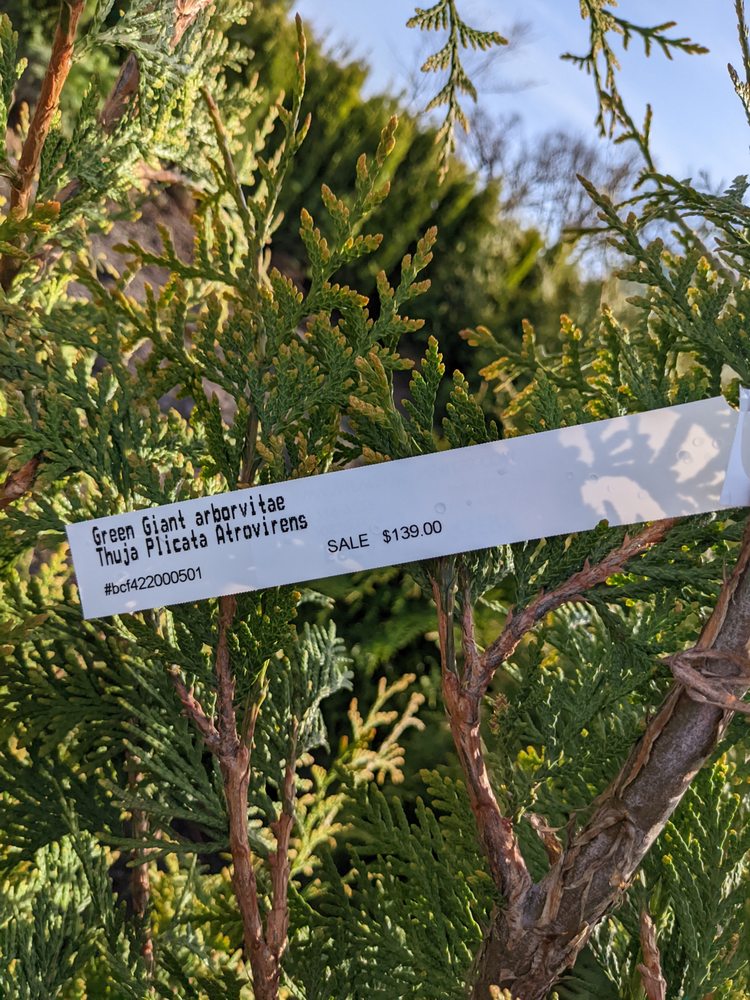 Green Giant arborvitae
Thuja Plicata Atrovirens
SALE $139.00
#bcf422000501